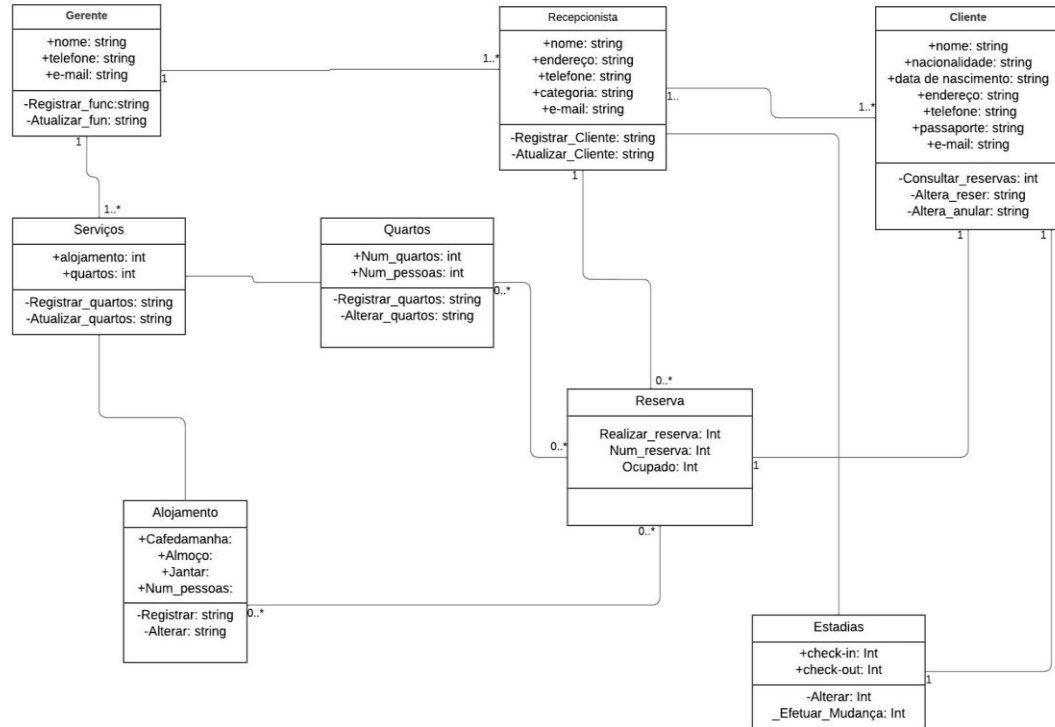 Gerente
+nome: string
+telefone: string
+e-mail: string
-Registrar_func:string
-Atualizar_fun: string
1
1..*
1
1..*
Recepcionista
+nome: string
+endereço: string
+telefone: string
+categoria: string
+e-mail: string
-Registrar_Cliente: string
-Atualizar_Cliente: string
1..
1..*
1
Cliente
+nome: string
+nacionalidade: string
+data de nascimento: string
+endereço: string
+telefone: string
+passaporte: string
+e-mail: string
-Consultar_reservas: int
-Altera_reser: string
-Altera_anular: string
1
1
Serviços
+alojamento: int
+quartos: int
-Registrar_quartos: string
-Atualizar_quartos: string
Quartos
+Num_quartos: int
+Num_pessoas: int
-Registrar_quartos: string
-Alterar_quartos: string
0..*
0..*
0..*
Reserva
Realizar_reserva: Int
Num_reserva: Int
Ocupado: Int
1
0..*
Alojamento
+Cafedamanha:
+Almoço:
+Jantar:
+Num_pessoas:
-Registrar: string
-Alterar: string
0..*
Estadias
+check-in: Int
+check-out: Int
-Alterar: Int
_Efetuar_Mudança: Int
1